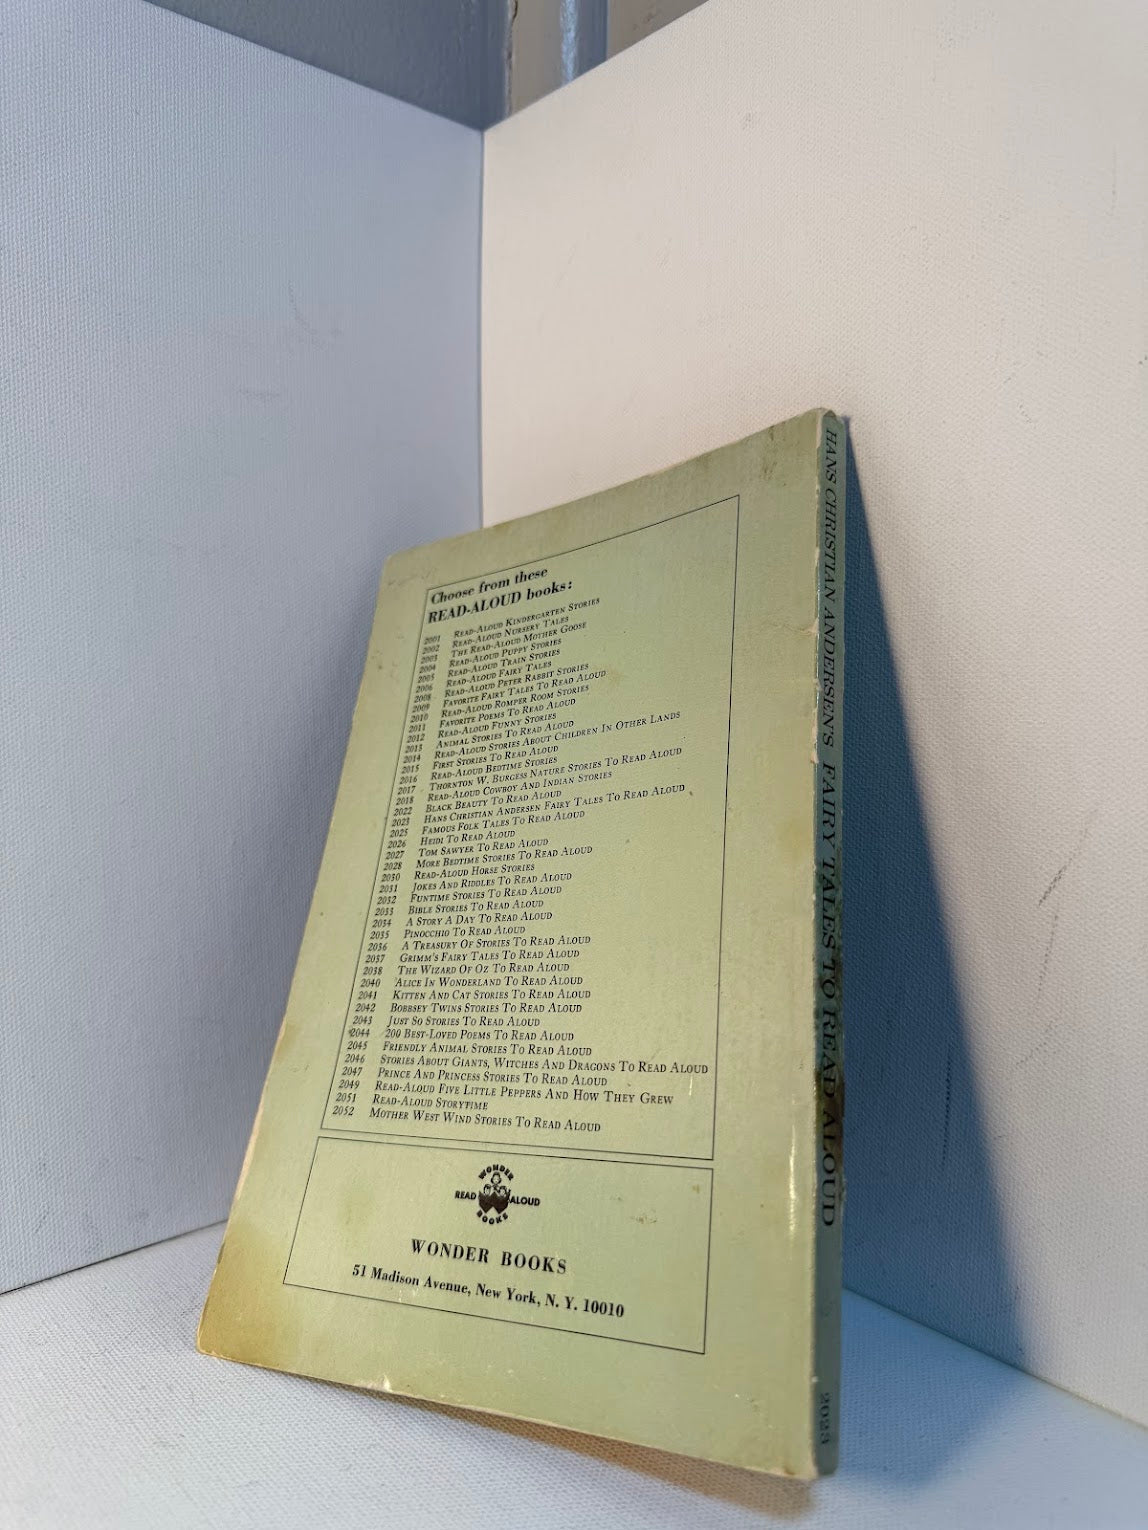 Choose from these
READ-ALOUD books:
2001 READ-ALOUD KINDERGARTEN STORIES
2002 READ-ALOUD NURSERY TALES
2003 THE READ-ALOUD MOTHER GOOSE
2004 READ-ALOUD PUPPY STORIES
2005 READ-ALOUD TRAIN STORIES
2006 READ-ALOUD FAIRY TALES
2008 READ-ALOUD PETER RABBIT STORIES
2009 FAVORITE FAIRY TALES TO READ ALOUD
2010 READ-ALOUD ROMPER ROOM STORIES
2011 FAVORITE POEMS TO READ ALOUD
2012 READ-ALOUD FUNNY STORIES
2013 ANIMAL STORIES TO READ ALOUD
2014 READ-ALOUD STORIES ABOUT CHILDREN IN OTHER LANDS
2015 FIRST STORIES TO READ ALOUD
2016 READ-ALOUD BEDTIME STORIES
2017 THORNTON W. BURGESS NATURE STORIES TO READ ALOUD
2018 READ-ALOUD COWBOY AND INDIAN STORIES
2022 BLACK BEAUTY TO READ ALOUD
2023 HANS CHRISTIAN ANDERSEN FAIRY TALES TO READ ALOUD
2025 FAMOUS FOLK TALES TO READ ALOUD
2026 HEIDI TO READ ALOUD
2027 TOM SAWYER TO READ ALOUD
2028 MORE BEDTIME STORIES TO READ ALOUD
2030 READ-ALOUD HORSE STORIES
2031 JOKES AND RIDDLES TO READ ALOUD
2032 FUNTIME STORIES TO READ ALOUD
2033 BIBLE STORIES TO READ ALOUD
2034 A STORY A DAY TO READ ALOUD
2035 PINOCCHIO TO READ ALOUD
2036 A TREASURY OF STORIES TO READ ALOUD
2037 GRIMM'S FAIRY TALES TO READ ALOUD
2038 THE WIZARD OF OZ TO READ ALOUD
2040 ALICE IN WONDERLAND TO READ ALOUD
2041 KITTEN AND CAT STORIES TO READ ALOUD
2042 BOBBSEY TWINS STORIES TO READ ALOUD
2043 JUST SO STORIES TO READ ALOUD
2044 200 BEST-LOVED POEMS TO READ ALOUD
2045 FRIENDLY ANIMAL STORIES TO READ ALOUD
2046 STORIES ABOUT GIANTS, WITCHES AND DRAGONS TO READ ALOUD
2047 PRINCE AND PRINCESS STORIES TO READ ALOUD
2049 READ-ALOUD FIVE LITTLE PEPPERS AND HOW THEY GREW
2051 READ-ALOUD STORYTIME
2052 MOTHER WEST WIND STORIES TO READ ALOUD
WONDER
READ ALOUD
BOOKS
WONDER BOOKS
51 Madison Avenue, New York, N. Y. 10010
HANS CHRISTIAN ANDERSEN'S FAIRY TALES TO READ ALOUD
2023